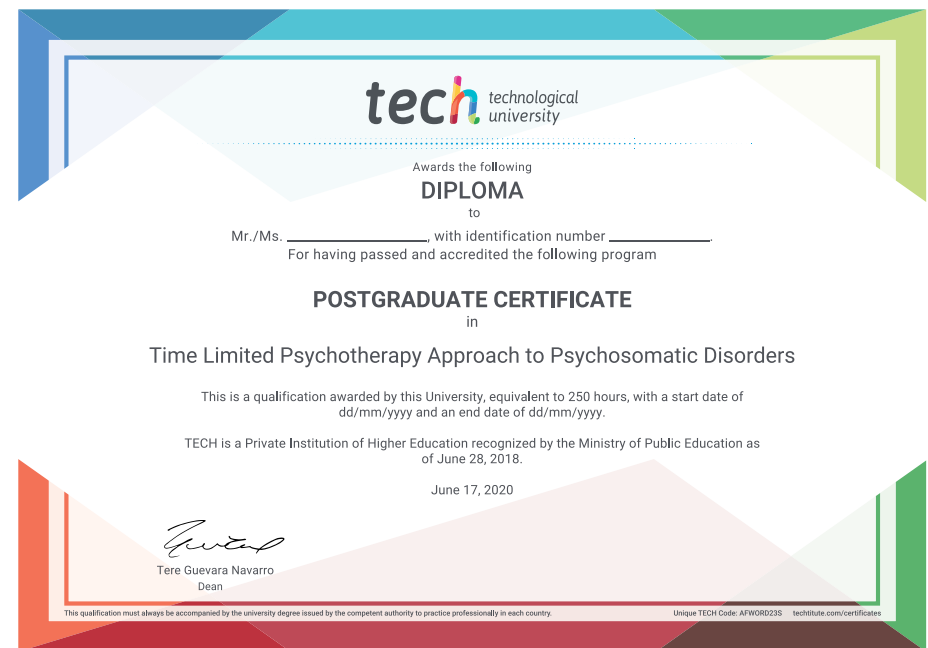 tech technological
university
Awards the following
DIPLOMA
to
Mr./Ms. ____________________, with identification number ______________.
For having passed and accredited the following program
POSTGRADUATE CERTIFICATE
in
Time Limited Psychotherapy Approach to Psychosomatic Disorders
This is a qualification awarded by this University, equivalent to 250 hours, with a start date of
dd/mm/yyyy and an end date of dd/mm/yyyy.
TECH is a Private Institution of Higher Education recognized by the Ministry of Public Education as
of June 28, 2018.
June 17, 2020
Tere Guevara Navarro
Dean
This qualification must always be accompanied by the university degree issued by the competent authority to practice professionally in each country. Unique TECH Code: AFWORD23S techtitute.com/certificates